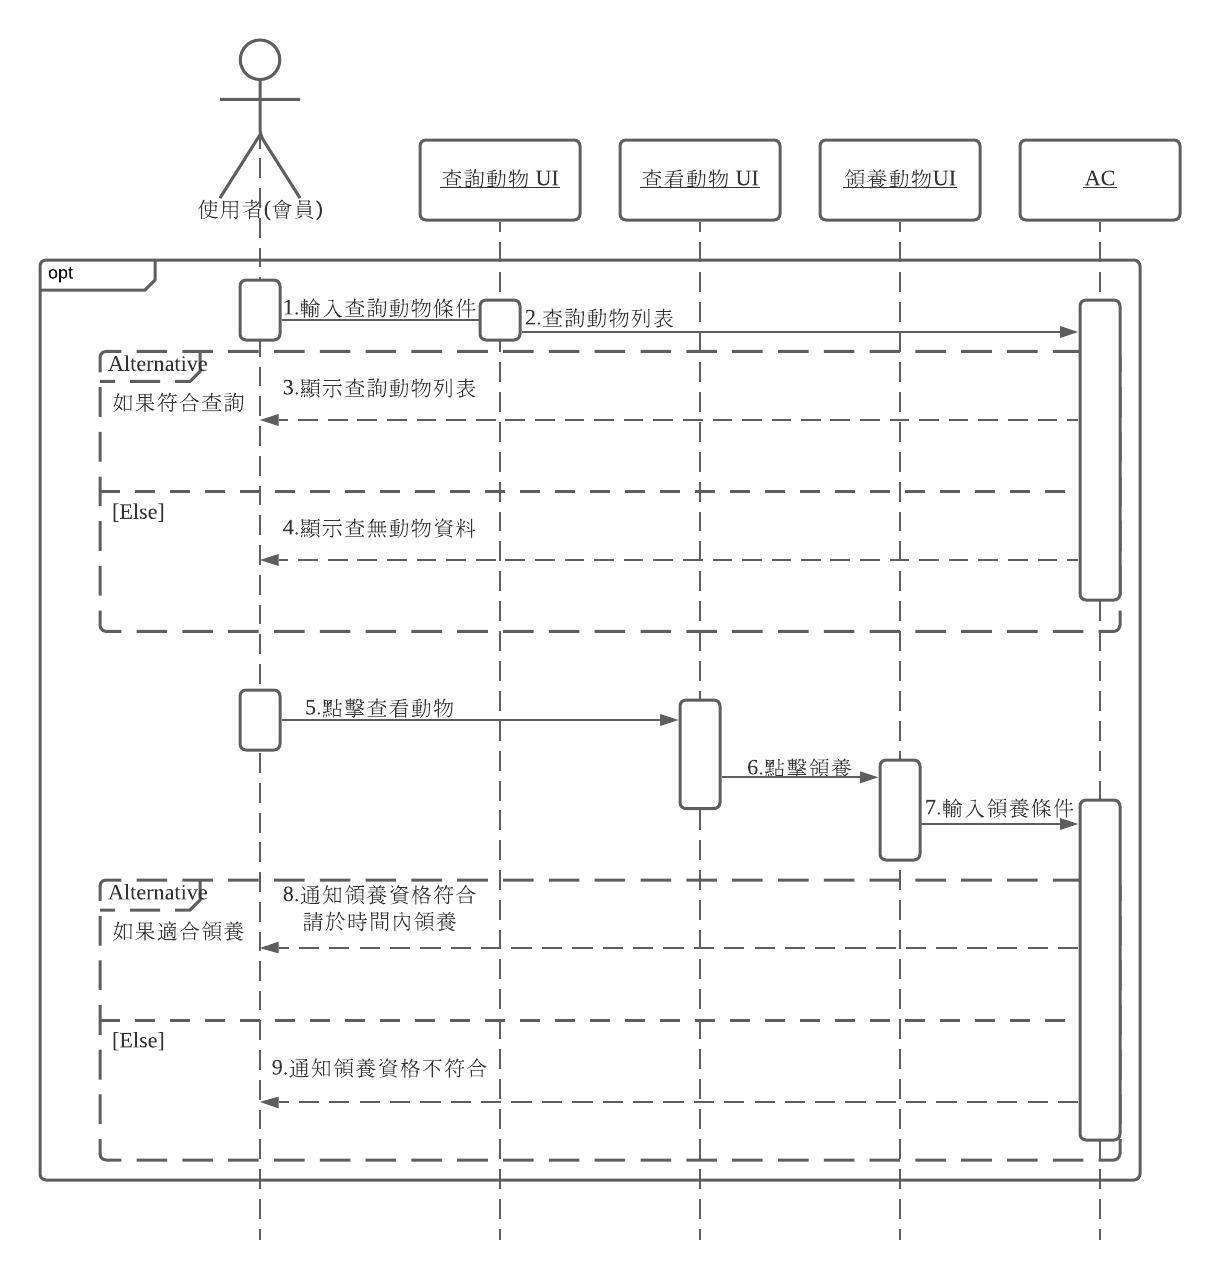 使用者(會員)
查詢動物 UI
查看動物 UI
領養動物UI
AC
opt
1.輸入查詢動物條件
2.查詢動物列表
Alternative
如果符合查詢
3.顯示查詢動物列表
[Else]
4.顯示查無動物資料
5.點擊查看動物
6.點擊領養
7.輸入領養條件
Alternative
如果適合領養
8.通知領養資格符合
請於時間內領養
[Else]
9.通知領養資格不符合